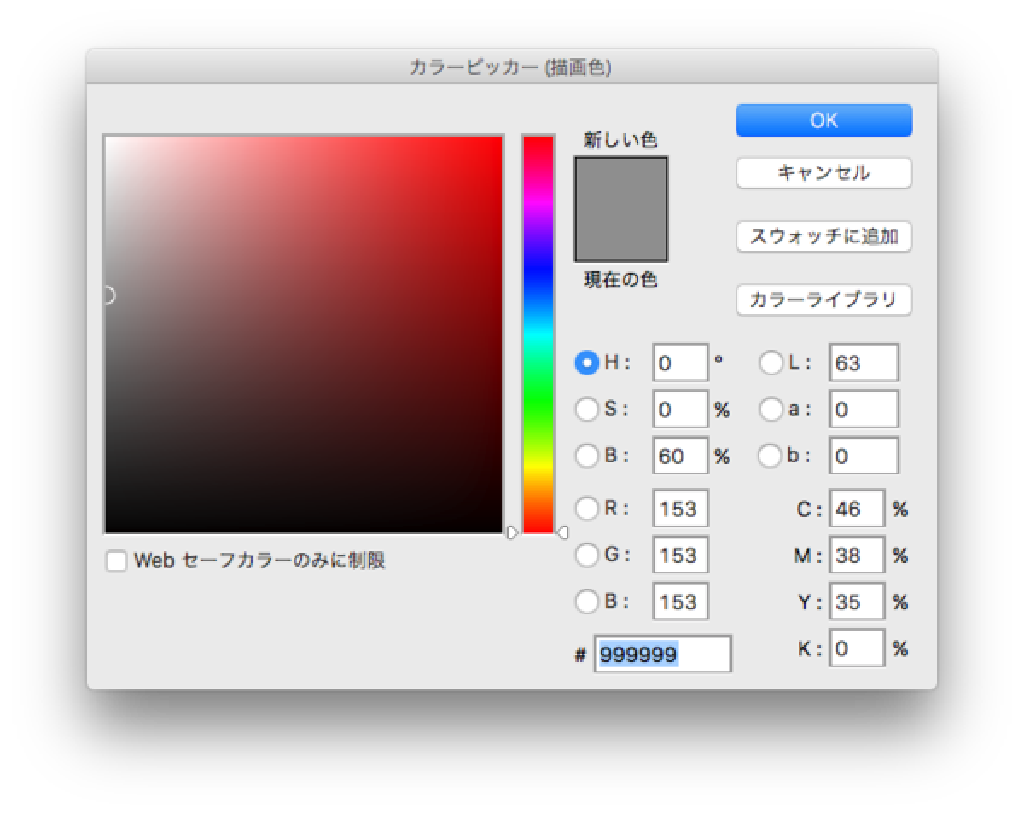 カラーピッカー (描画色)
新しい色
現在の色
OK
キャンセル
スウォッチに追加
カラーライブラリ
H : 0 °
S : 0 %
B : 60 %
R : 153
G : 153
B : 153
# 999999
L : 63
a : 0
b : 0
C : 46 %
M : 38 %
Y : 35 %
K : 0 %
Web セーフカラーのみに制限